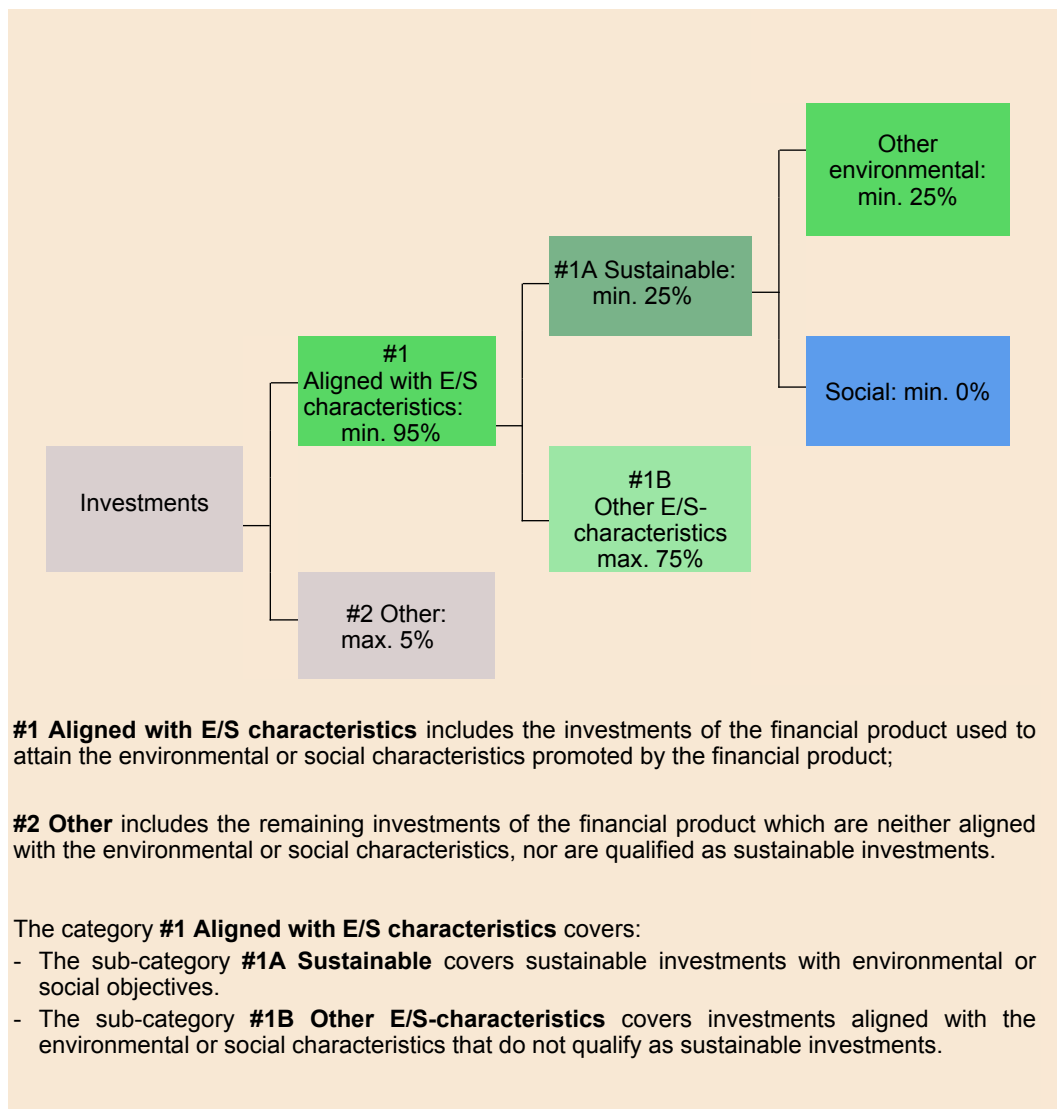 Other
environmental:
min. 25%
#1A Sustainable:
min. 25%
#1
Aligned with E/S
characteristics:
min. 95%
Social: min. 0%
Investments
#1B
Other E/S-
characteristics
max. 75%
#2 Other:
max. 5%
#1 Aligned with E/S characteristics includes the investments of the financial product used to
attain the environmental or social characteristics promoted by the financial product;
#2 Other includes the remaining investments of the financial product which are neither aligned
with the environmental or social characteristics, nor are qualified as sustainable investments.
The category #1 Aligned with E/S characteristics covers:
- The sub-category #1A Sustainable covers sustainable investments with environmental or
social objectives.
- The sub-category #1B Other E/S-characteristics covers investments aligned with the
environmental or social characteristics that do not qualify as sustainable investments.